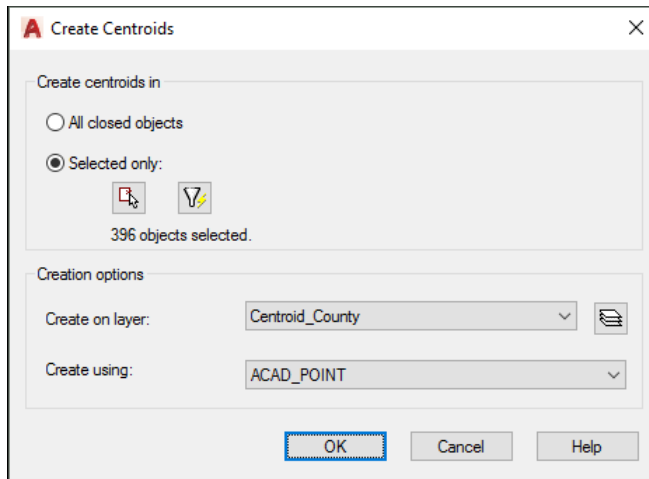 Create Centroids
Create centroids in
All closed objects
Selected only:
396 objects selected.
Creation options
Create on layer:
Centroid_County
Create using:
ACAD_POINT
OK
Cancel
Help